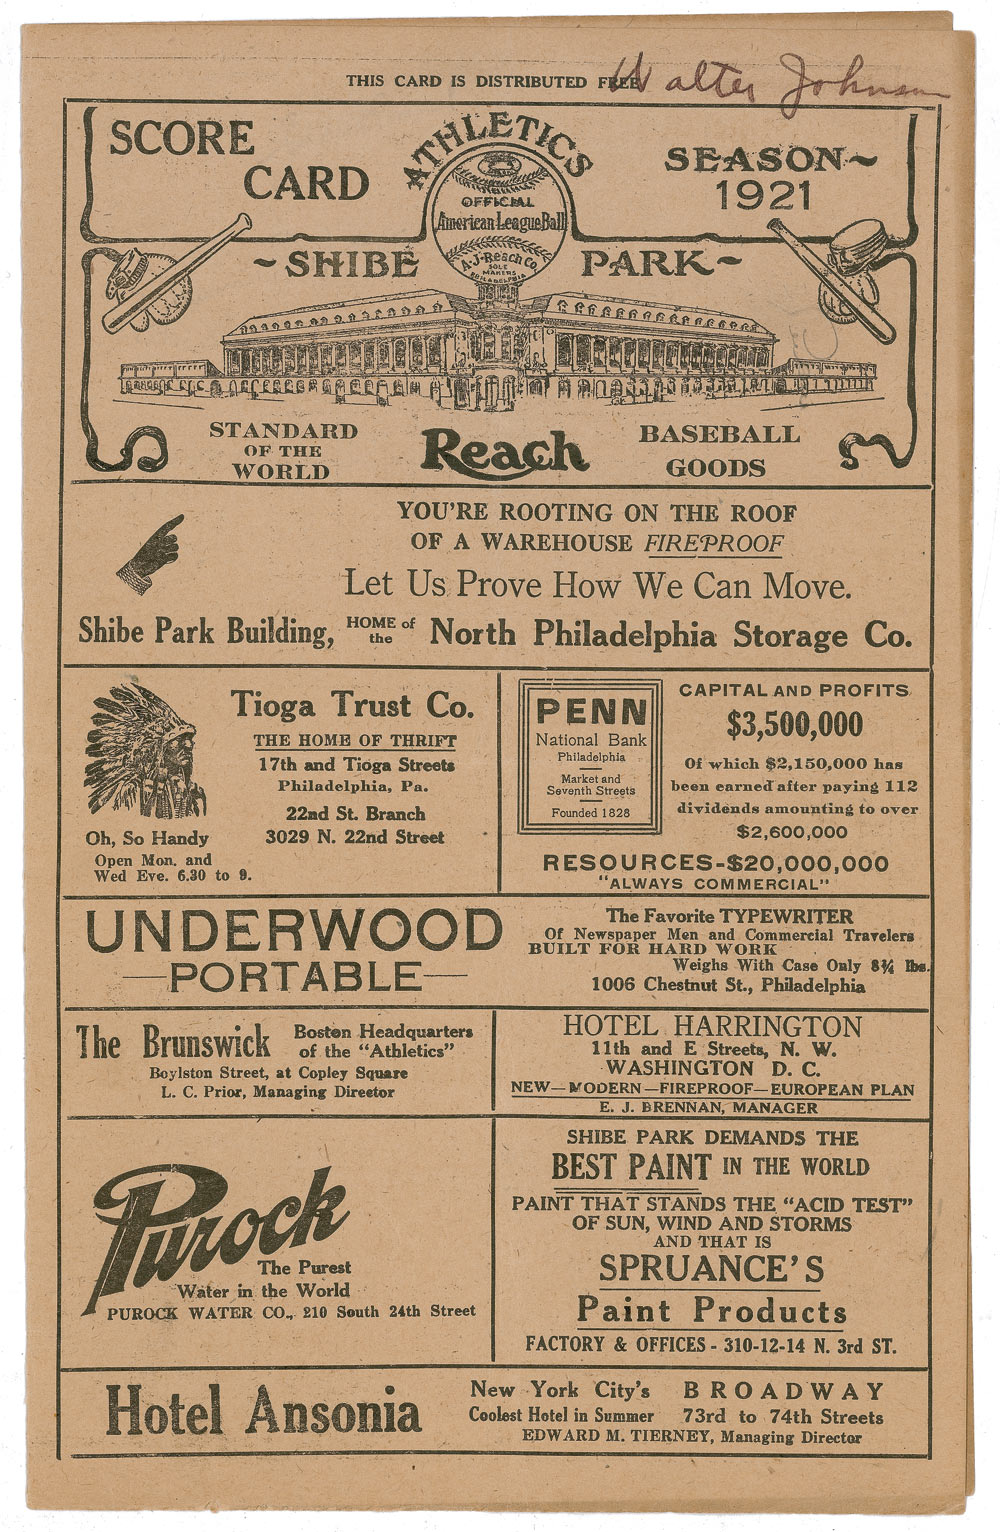 THIS CARD IS DISTRIBUTED FREE
Walter Johnson
SCORE
CARD
ATHLETICS
SEASON~
1921
OFFICIAL
American League Ball
A.J. Reach Co.
SOLE
MAKERS
PHILADELPHIA
~SHIBE PARK~
STANDARD
OF THE
WORLD
Reach
BASEBALL
GOODS
YOU'RE ROOTING ON THE ROOF
OF A WAREHOUSE FIREPROOF
Let Us Prove How We Can Move.
Shibe Park Building, HOME of the North Philadelphia Storage Co.
Tioga Trust Co.
THE HOME OF THRIFT
17th and Tioga Streets
Philadelphia, Pa.
22nd St. Branch
3029 N. 22nd Street
Oh, So Handy
Open Mon. and
Wed Eve. 6.30 to 9.
PENN
National Bank
Philadelphia
Market and
Seventh Streets
Founded 1828
CAPITAL AND PROFITS
$3,500,000
Of which $2,150,000 has
been earned after paying 112
dividends amounting to over
$2,600,000
RESOURCES-$20,000,000
"ALWAYS COMMERCIAL"
UNDERWOOD
—PORTABLE—
The Favorite TYPEWRITER
Of Newspaper Men and Commercial Travelers
BUILT FOR HARD WORK
Weighs With Case Only 8¾ lbs.
1006 Chestnut St., Philadelphia
The Brunswick
Boston Headquarters
of the "Athletics"
Boylston Street, at Copley Square
L. C. Prior, Managing Director
HOTEL HARRINGTON
11th and E Streets, N. W.
WASHINGTON D. C.
NEW—MODERN—FIREPROOF—EUROPEAN PLAN
E. J. BRENNAN, MANAGER
Purock
The Purest
Water in the World
PUROCK WATER CO., 210 South 24th Street
SHIBE PARK DEMANDS THE
BEST PAINT IN THE WORLD
PAINT THAT STANDS THE "ACID TEST"
OF SUN, WIND AND STORMS
AND THAT IS
SPRUANCE'S
Paint Products
FACTORY & OFFICES - 310-12-14 N. 3rd ST.
Hotel Ansonia
New York City's
Coolest Hotel in Summer
BROADWAY
73rd to 74th Streets
EDWARD M. TIERNEY, Managing Director